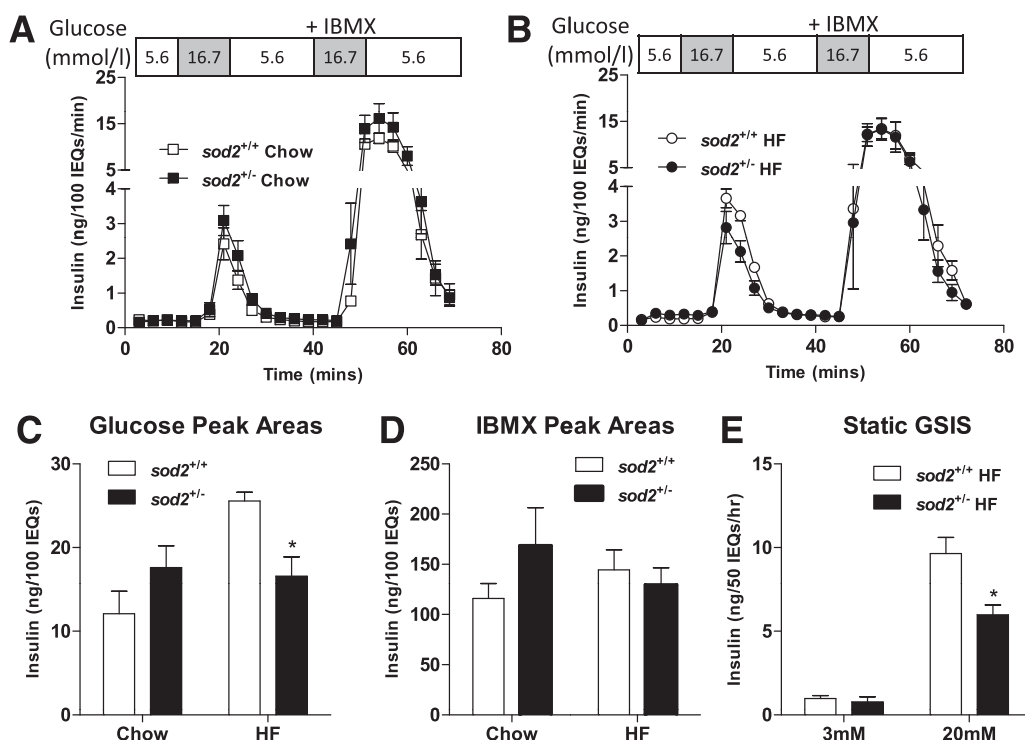 A
Glucose
(mmol/l)
+ IBMX
5.6 16.7 5.6 16.7 5.6
Insulin (ng/100 IEQs/min)
25
15
5
4
3
2
1
0
sod2+/+ Chow
sod2+/- Chow
0 20 40 60 80
Time (mins)
B
Glucose
(mmol/l)
+ IBMX
5.6 16.7 5.6 16.7 5.6
Insulin (ng/100 IEQs/min)
25
15
5
4
3
2
1
0
sod2+/+ HF
sod2+/- HF
0 20 40 60 80
Time (mins)
C
Glucose Peak Areas
Insulin (ng/100 IEQs)
30
20
10
0
sod2+/+
sod2+/-
*
Chow HF
D
IBMX Peak Areas
Insulin (ng/100 IEQs)
250
200
150
100
50
0
sod2+/+
sod2+/-
Chow HF
E
Static GSIS
Insulin (ng/50 IEQs/hr)
15
10
5
0
sod2+/+ HF
sod2+/- HF
*
3mM 20mM